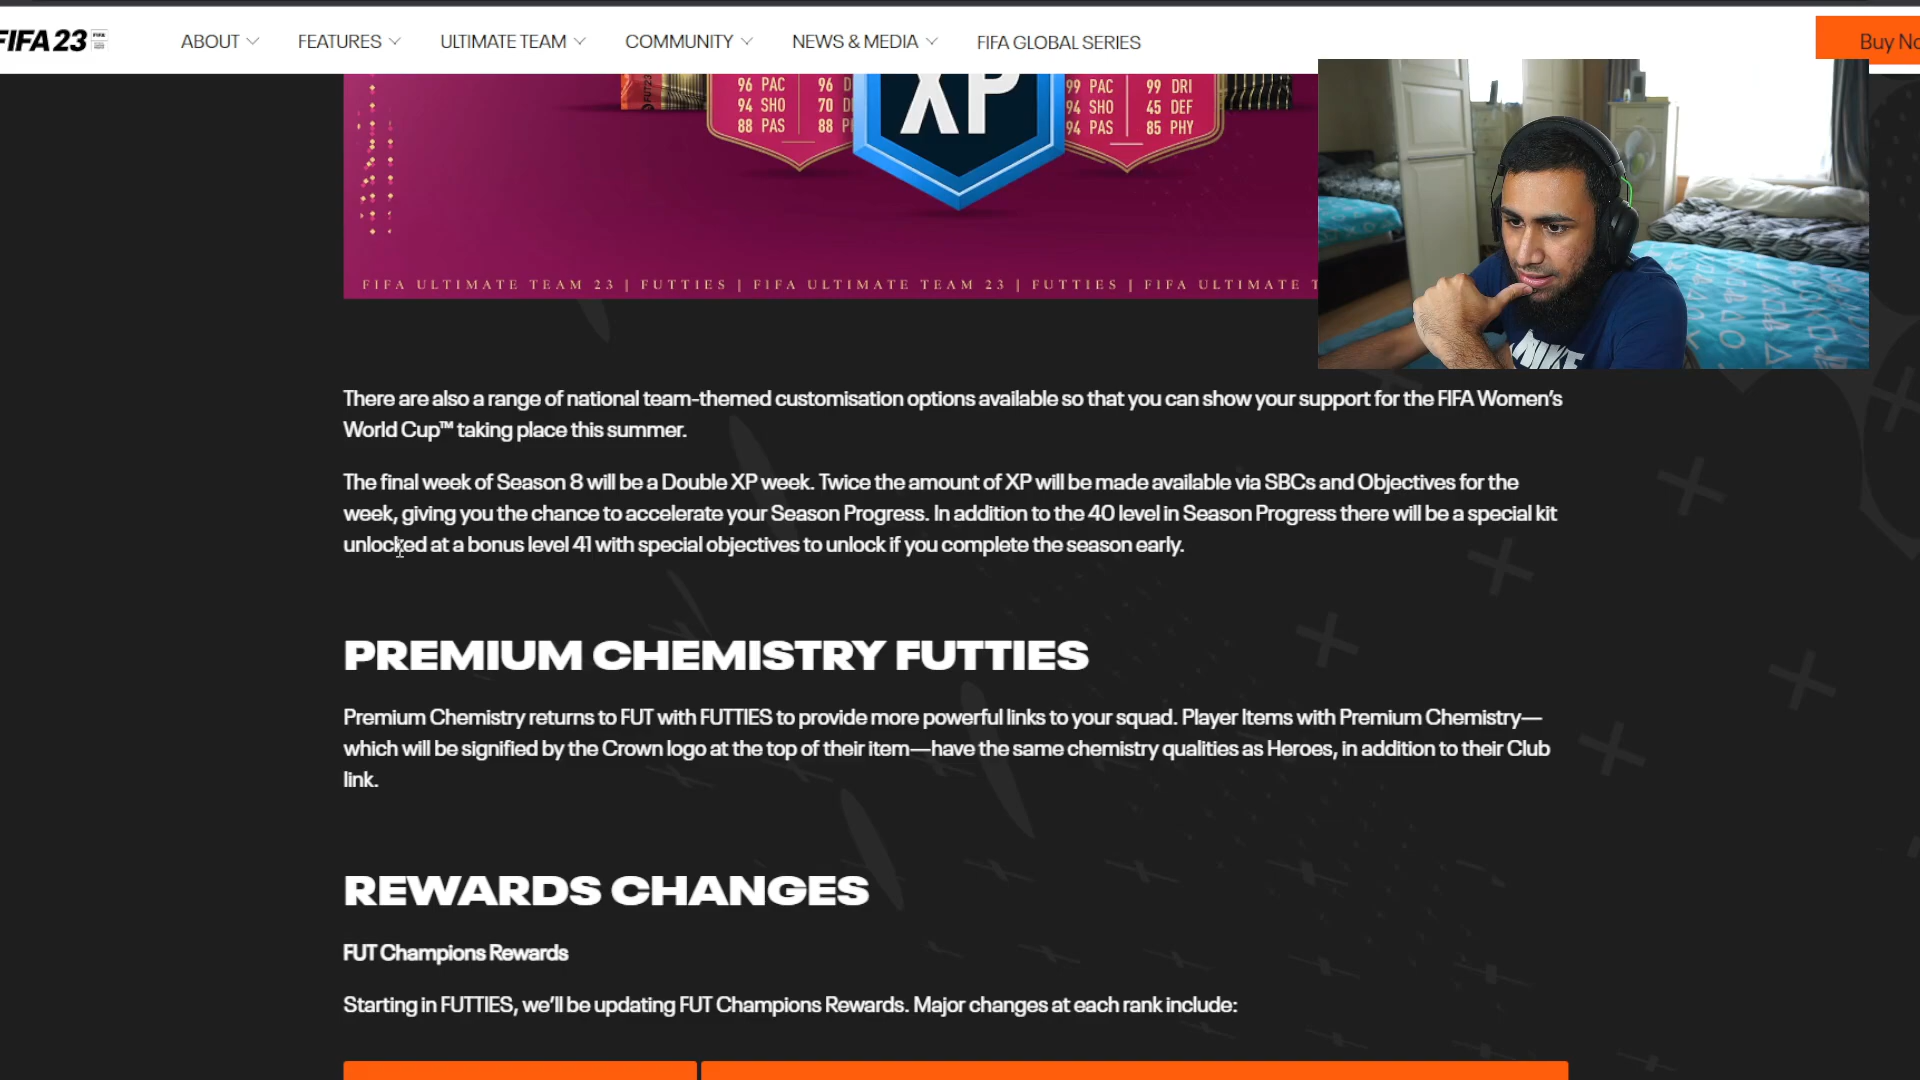 FIFA 23
ABOUT
FEATURES
ULTIMATE TEAM
COMMUNITY
NEWS & MEDIA
FIFA GLOBAL SERIES
Buy No
96 PAC 96 D
94 SHO 70 D
88 PAS 88 P
XP
99 PAC 99 DRI
94 SHO 45 DEF
94 PAS 85 PHY
FIFA ULTIMATE TEAM 23 | FUTTIES | FIFA ULTIMATE TEAM 23 | FUTTIES | FIFA ULTIMATE T
NIKE
There are also a range of national team-themed customisation options available so that you can show your support for the FIFA Women's
World Cup™ taking place this summer.
The final week of Season 8 will be a Double XP week. Twice the amount of XP will be made available via SBCs and Objectives for the
week, giving you the chance to accelerate your Season Progress. In addition to the 40 level in Season Progress there will be a special kit
unlocked at a bonus level 41 with special objectives to unlock if you complete the season early.
PREMIUM CHEMISTRY FUTTIES
Premium Chemistry returns to FUT with FUTTIES to provide more powerful links to your squad. Player Items with Premium Chemistry—
which will be signified by the Crown logo at the top of their item—have the same chemistry qualities as Heroes, in addition to their Club
link.
REWARDS CHANGES
FUT Champions Rewards
Starting in FUTTIES, we'll be updating FUT Champions Rewards. Major changes at each rank include: